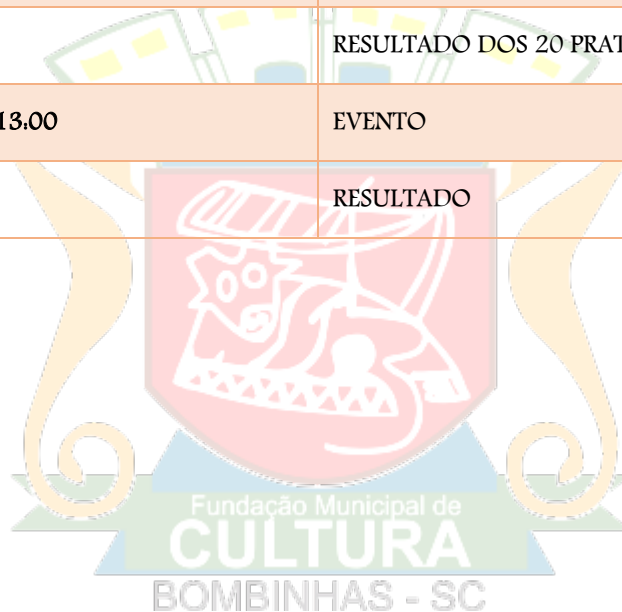 RESULTADO DOS 20 PRAT
13:00 EVENTO
RESULTADO
Fundação Municipal de
CULTURA
BOMBINHAS - SC